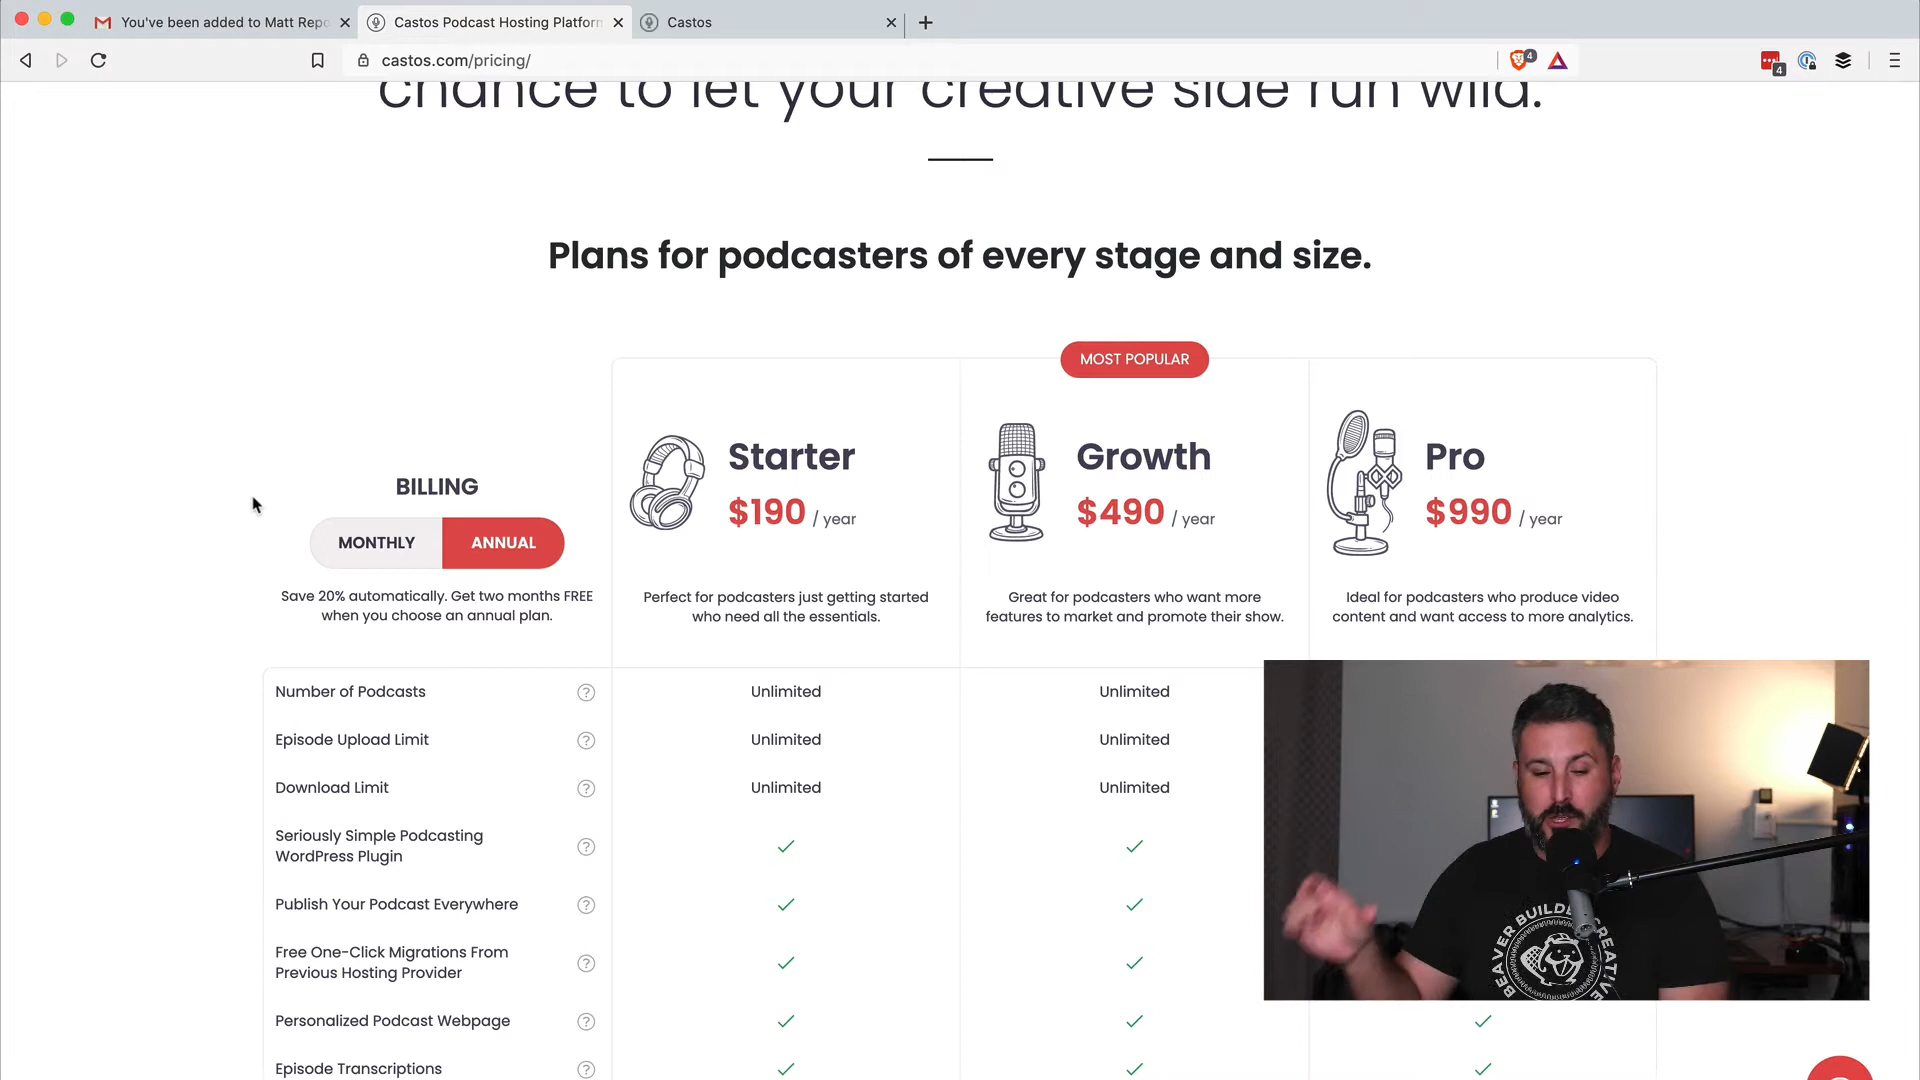 You've been added to Matt Repo
Castos Podcast Hosting Platform
Castos
castos.com/pricing/
4
4
chance to let your creative side run wild.
Plans for podcasters of every stage and size.
MOST POPULAR
Starter
$190 / year
Growth
$490 / year
Pro
$990 / year
BILLING
MONTHLY
ANNUAL
Save 20% automatically. Get two months FREE
when you choose an annual plan.
Perfect for podcasters just getting started
who need all the essentials.
Great for podcasters who want more
features to market and promote their show.
Ideal for podcasters who produce video
content and want access to more analytics.
Number of Podcasts ? Unlimited Unlimited
Episode Upload Limit ? Unlimited Unlimited
Download Limit ? Unlimited Unlimited
Seriously Simple Podcasting
WordPress Plugin ?
Publish Your Podcast Everywhere ?
Free One-Click Migrations From
Previous Hosting Provider ?
Personalized Podcast Webpage ?
Episode Transcriptions ?
BEAVER BUILDE CREATIVE